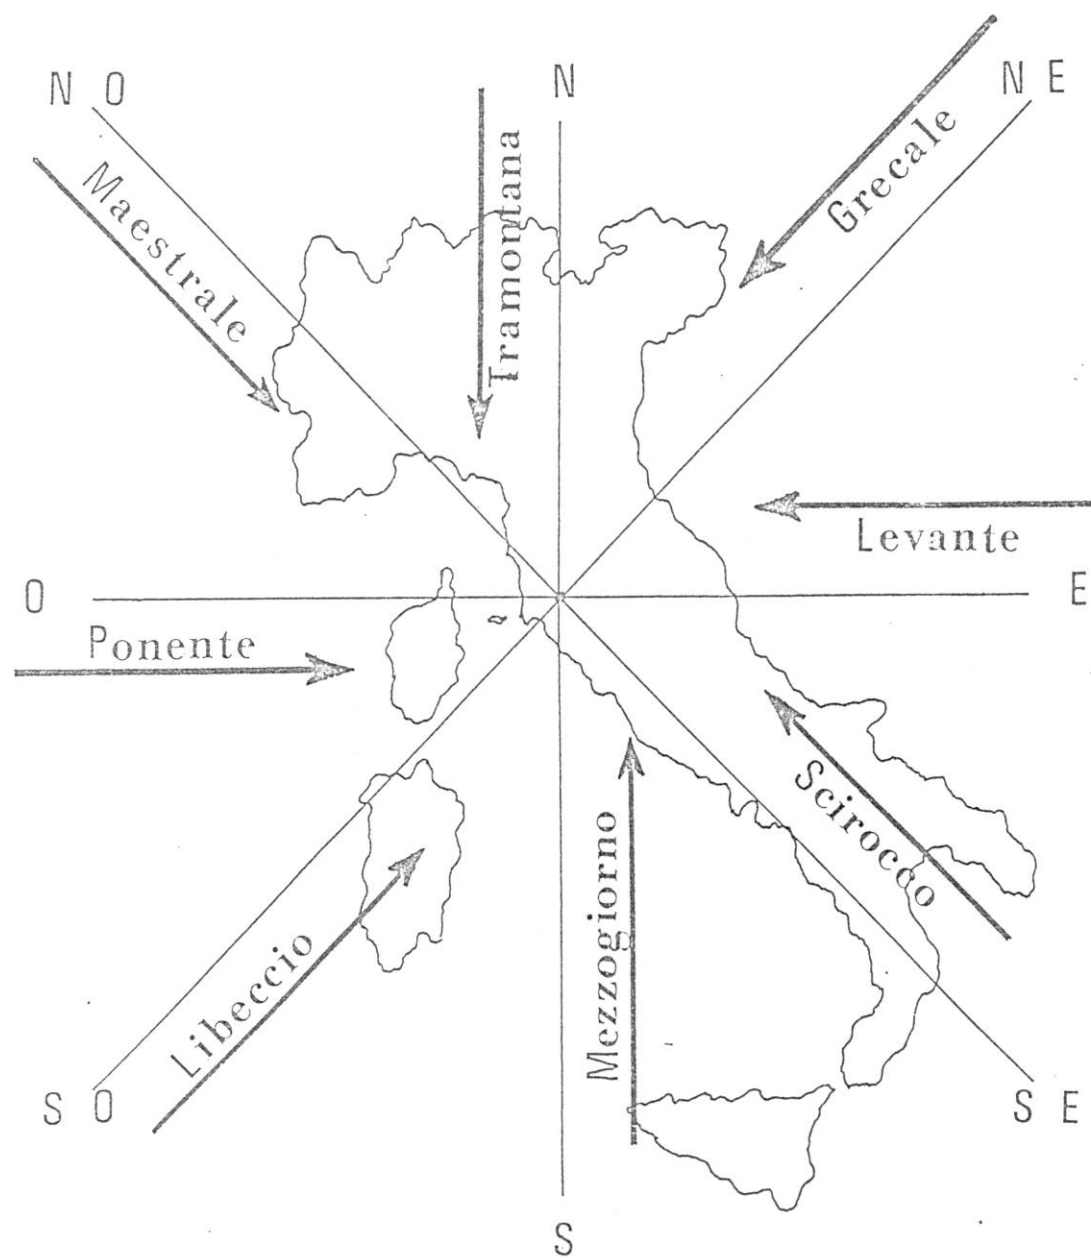 N O
N
N E
Maestrale
Tramontana
Grecale
Levante
O
E
Ponente
Scirocco
Mezzogiorno
Libeccio
S O
S E
S